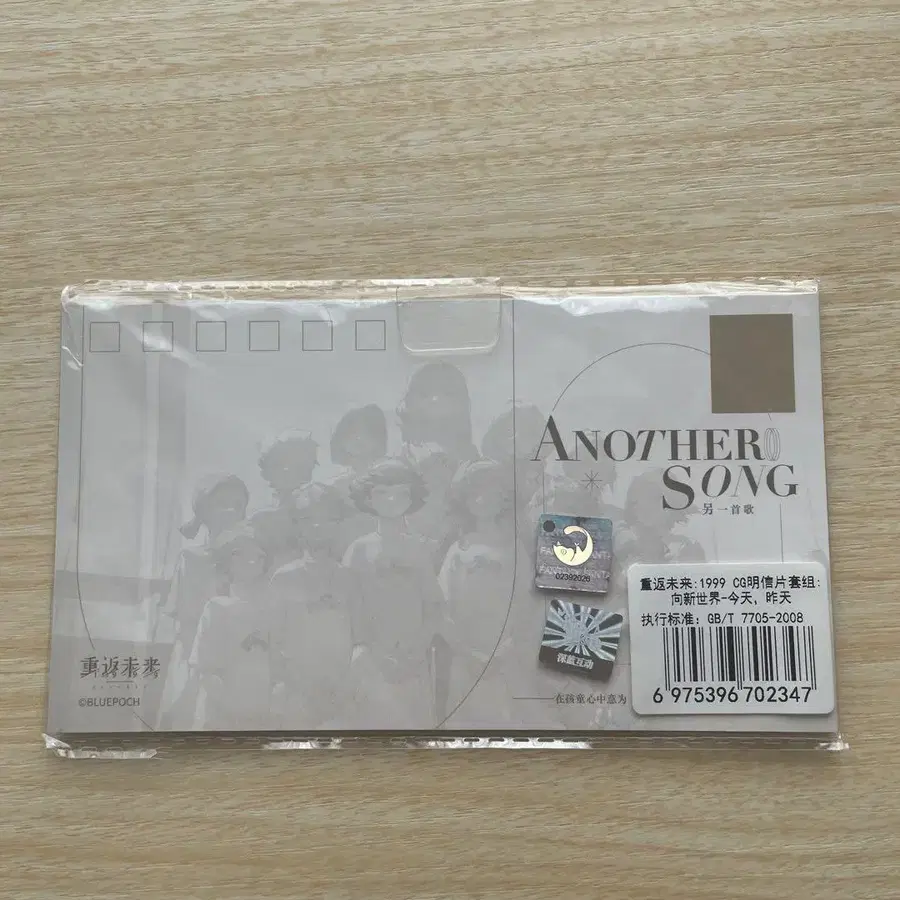 ANOTHER
SONG
另一首歌
02392026
深蓝互动
重返未来:1999 CG明信片套组:
向新世界-今天，昨天
执行标准: GB/T 7705-2008
6 975396 702347
重返未来
©BLUEPOCH
——在孩童心中意为